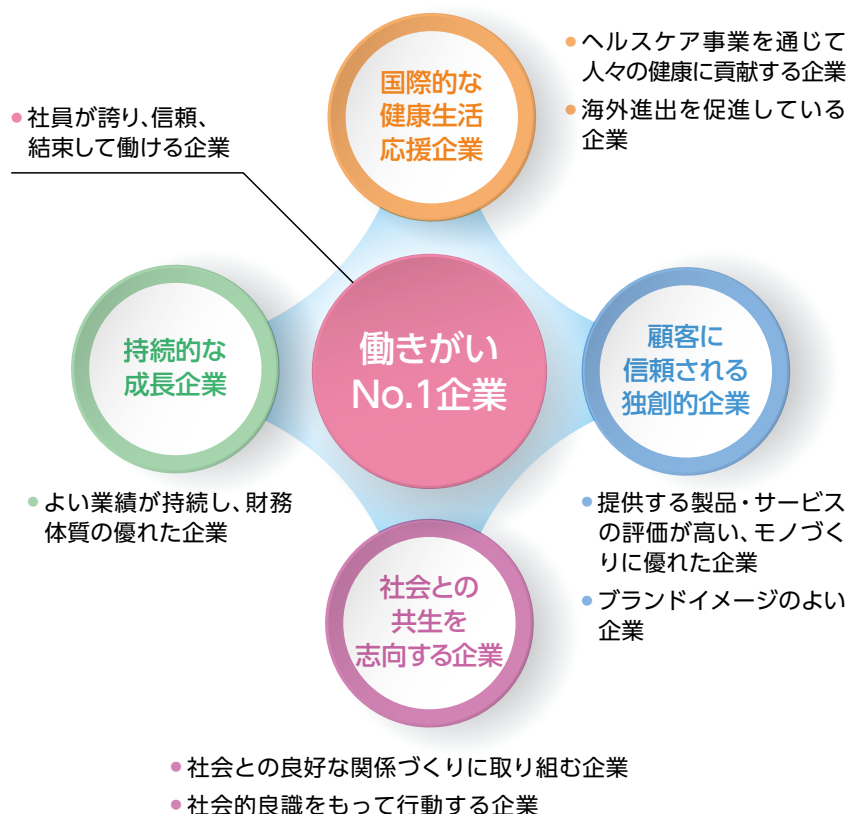 国際的な
健康生活
応援企業
●ヘルスケア事業を通じて
人々の健康に貢献する企業
●海外進出を促進している
企業
●社員が誇り、信頼、
結束して働ける企業
働きがい
No.1企業
持続的な
成長企業
●よい業績が持続し、財務
体質の優れた企業
顧客に
信頼される
独創的企業
●提供する製品・サービス
の評価が高い、モノづく
りに優れた企業
●ブランドイメージのよい
企業
社会との
共生を
志向する企業
●社会との良好な関係づくりに取り組む企業
●社会的良識をもって行動する企業